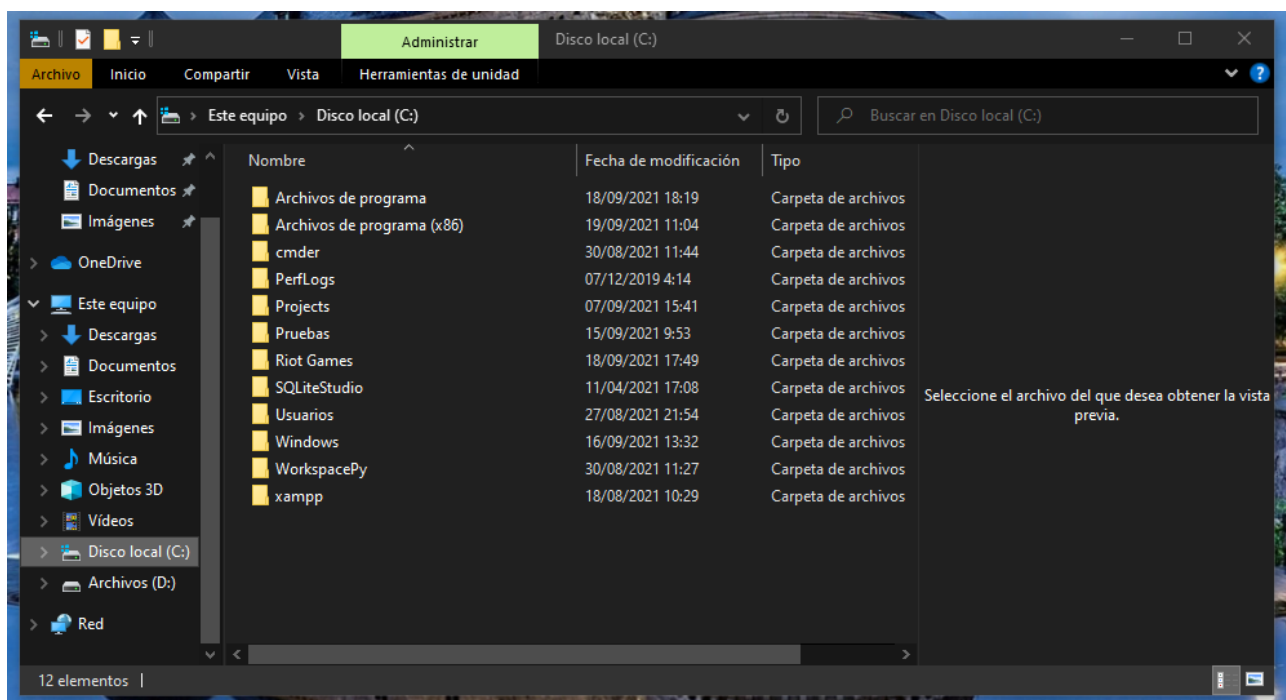 Administrar
Disco local (C:)
Archivo Inicio Compartir Vista Herramientas de unidad
Este equipo > Disco local (C:)
Buscar en Disco local (C:)
Descargas
Documentos
Imágenes
OneDrive
Este equipo
Descargas
Documentos
Escritorio
Imágenes
Música
Objetos 3D
Vídeos
Disco local (C:)
Archivos (D:)
Red
Nombre Fecha de modificación Tipo
Archivos de programa 18/09/2021 18:19 Carpeta de archivos
Archivos de programa (x86) 19/09/2021 11:04 Carpeta de archivos
cmder 30/08/2021 11:44 Carpeta de archivos
PerfLogs 07/12/2019 4:14 Carpeta de archivos
Projects 07/09/2021 15:41 Carpeta de archivos
Pruebas 15/09/2021 9:53 Carpeta de archivos
Riot Games 18/09/2021 17:49 Carpeta de archivos
SQLiteStudio 11/04/2021 17:08 Carpeta de archivos
Usuarios 27/08/2021 21:54 Carpeta de archivos
Windows 16/09/2021 13:32 Carpeta de archivos
WorkspacePy 30/08/2021 11:27 Carpeta de archivos
xampp 18/08/2021 10:29 Carpeta de archivos
Seleccione el archivo del que desea obtener la vista
previa.
12 elementos